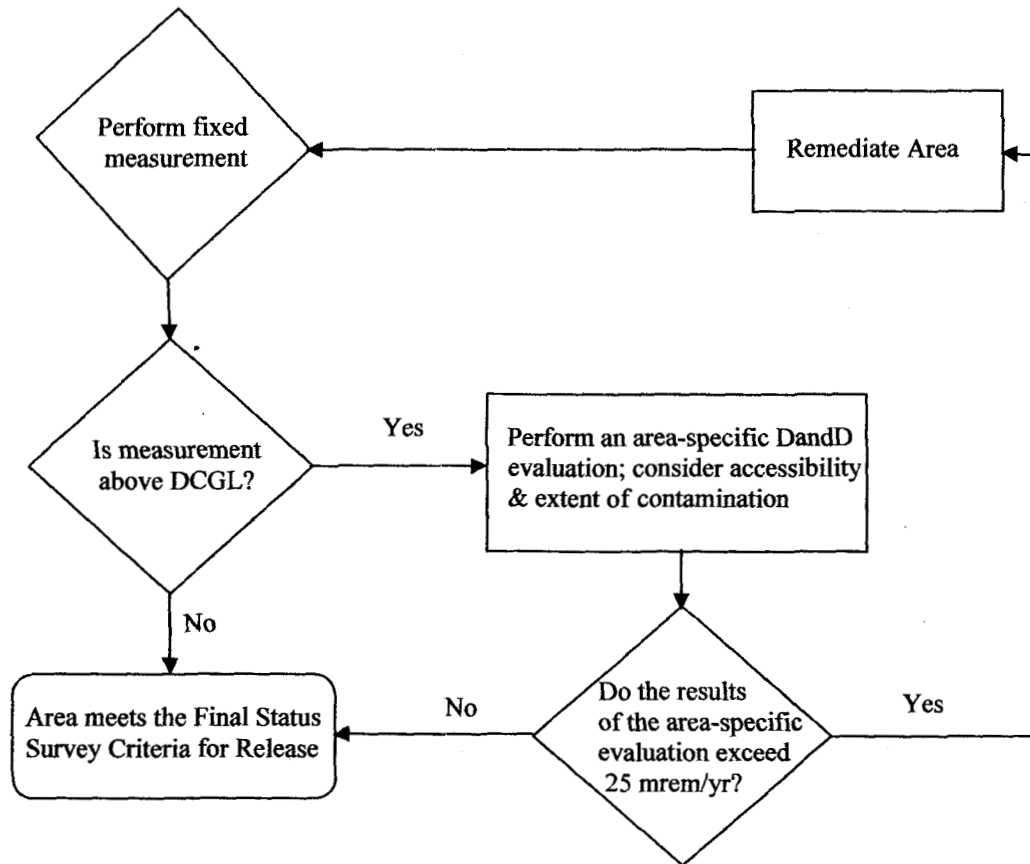 Perform fixed
measurement
Remediate Area
Is measurement
above DCGL?
Yes
Perform an area-specific DandD
evaluation; consider accessibility
& extent of contamination
No
Area meets the Final Status
Survey Criteria for Release
No
Do the results
of the area-specific
evaluation exceed
25 mrem/yr?
Yes